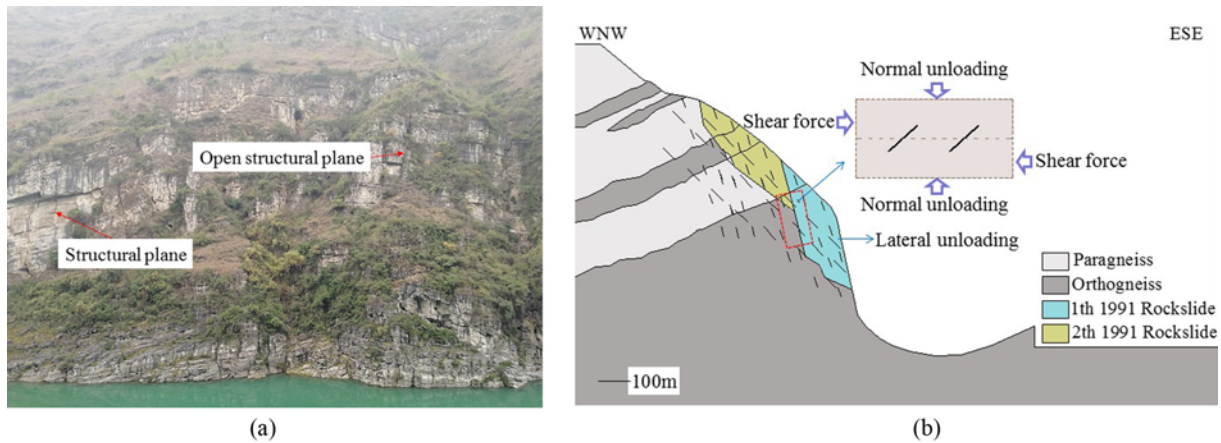 Open structural plane
Structural plane
(a)
WNW
ESE
Normal unloading
Shear force
Shear force
Normal unloading
Lateral unloading
Paragneiss
Orthogneiss
1th 1991 Rockslide
2th 1991 Rockslide
100m
(b)